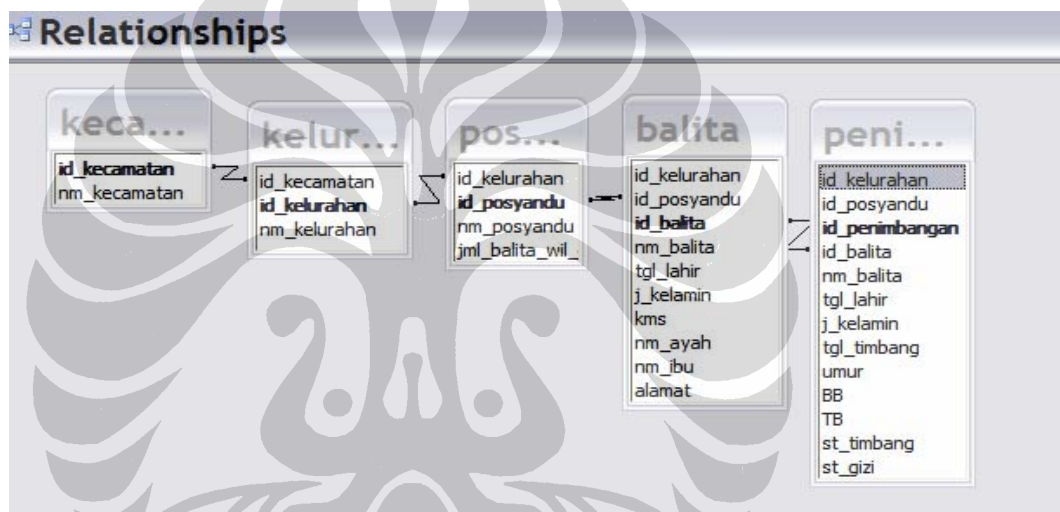 Relationships
keca...
id_kecamatan
nm_kecamatan
kelur...
id_kecamatan
id_kelurahan
nm_kelurahan
pos...
id_kelurahan
id_posyandu
nm_posyandu
jml_balita_wil_
balita
id_kelurahan
id_posyandu
id_balita
nm_balita
tgl_lahir
j_kelamin
kms
nm_ayah
nm_ibu
alamat
peni...
id_kelurahan
id_posyandu
id_penimbangan
id_balita
nm_balita
tgl_lahir
j_kelamin
tgl_timbang
umur
BB
TB
st_timbang
st_gizi